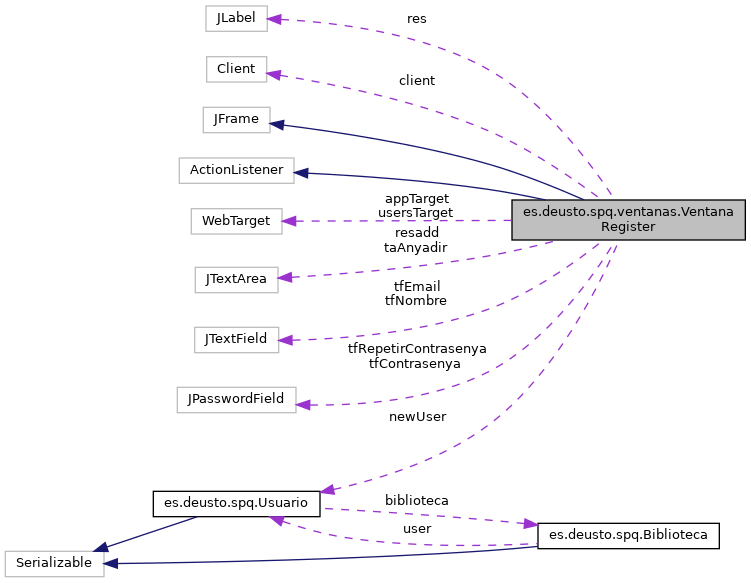 JLabel
res
Client
client
JFrame
ActionListener
appTarget
usersTarget
WebTarget
es.deusto.spq.ventanas.Ventana
Register
resadd
taAnyadir
JTextArea
tfEmail
tfNombre
JTextField
tfRepetirContrasenya
tfContrasenya
JPasswordField
newUser
es.deusto.spq.Usuario
biblioteca
user
es.deusto.spq.Biblioteca
Serializable